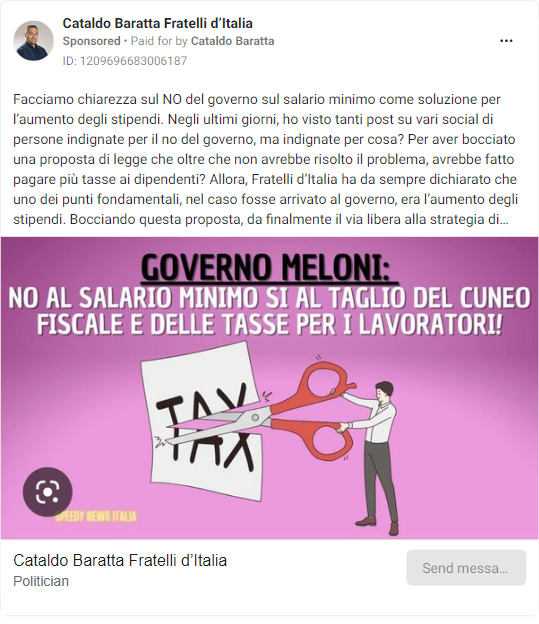 Cataldo Baratta Fratelli d'Italia
Sponsored • Paid for by Cataldo Baratta
ID: 1209696683006187
Facciamo chiarezza sul NO del governo sul salario minimo come soluzione per
l'aumento degli stipendi. Negli ultimi giorni, ho visto tanti post su vari social di
persone indignate per il no del governo, ma indignate per cosa? Per aver bocciato
una proposta di legge che oltre che non avrebbe risolto il problema, avrebbe fatto
pagare più tasse ai dipendenti? Allora, Fratelli d'Italia ha da sempre dichiarato che
uno dei punti fondamentali, nel caso fosse arrivato al governo, era l'aumento degli
stipendi. Bocciando questa proposta, da finalmente il via libera alla strategia di...
GOVERNO MELONI:
NO AL SALARIO MINIMO SI AL TAGLIO DEL CUNEO
FISCALE E DELLE TASSE PER I LAVORATORI!
TAX
TAX
SPEEDY NEWS ITALIA
Cataldo Baratta Fratelli d'Italia
Politician
Send messa...